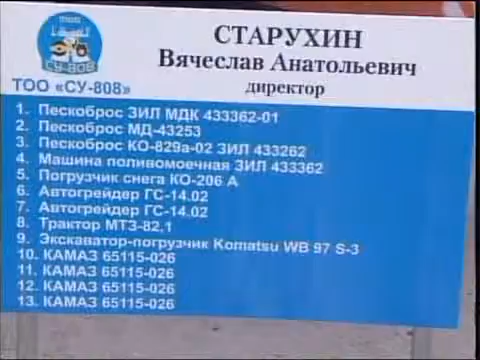 СТАРУХИН
Вячеслав Анатольевич
директор
СУ-808
ТОО «СУ-808»
1. Пескоброс ЗИЛ МДК 433362-01
2. Пескоброс МД-43253
3. Пескоброс КО-829а-02 ЗИЛ 433262
4. Машина поливомоечная ЗИЛ 433362
5. Погрузчик снега КО-206 А
6. Автогрейдер ГС-14.02
7. Автогрейдер ГС-14.02
8. Трактор МТЗ-82,1
9. Экскаватор-погрузчик Komatsu WB 97 S-3
10. КАМАЗ 65115-026
11. КАМАЗ 65115-026
12. КАМАЗ 65115-026
13. КАМАЗ 65115-026